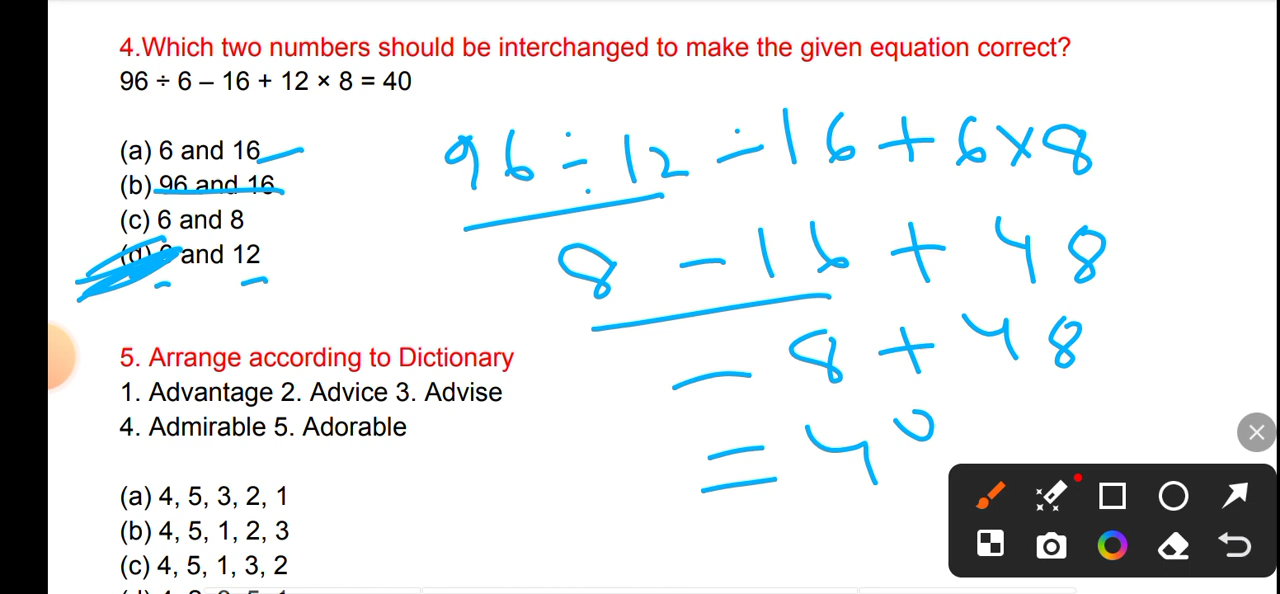 4.Which two numbers should be interchanged to make the given equation correct?
96 ÷ 6 – 16 + 12 × 8 = 40
96 ÷ 12 – 16 + 6 × 8
(a) 6 and 16
(b) 96 and 16
(c) 6 and 8
(d) 6 and 12
8 – 16 + 48
– 8 + 48
= 40
5. Arrange according to Dictionary
1. Advantage 2. Advice 3. Advise
4. Admirable 5. Adorable
(a) 4, 5, 3, 2, 1
(b) 4, 5, 1, 2, 3
(c) 4, 5, 1, 3, 2